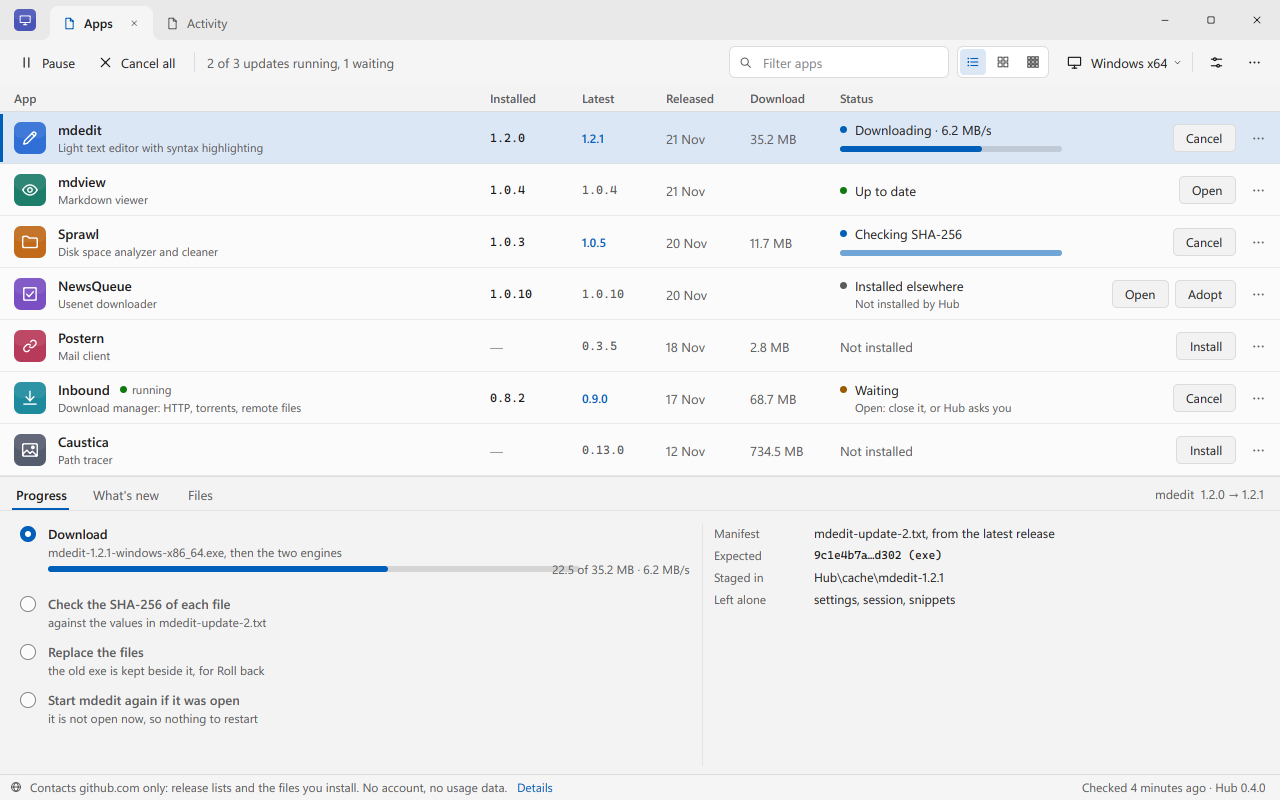 Apps
Activity
Pause Cancel all 2 of 3 updates running, 1 waiting Filter apps Windows x64
App Installed Latest Released Download Status
mdedit
Light text editor with syntax highlighting
1.2.0 1.2.1 21 Nov 35.2 MB
Downloading · 6.2 MB/s
Cancel
mdview
Markdown viewer
1.0.4 1.0.4 21 Nov
Up to date
Open
Sprawl
Disk space analyzer and cleaner
1.0.3 1.0.5 20 Nov 11.7 MB
Checking SHA-256
Cancel
NewsQueue
Usenet downloader
1.0.10 1.0.10 20 Nov
Installed elsewhere
Not installed by Hub
Open Adopt
Postern
Mail client
— 0.3.5 18 Nov 2.8 MB
Not installed
Install
Inbound running
Download manager: HTTP, torrents, remote files
0.8.2 0.9.0 17 Nov 68.7 MB
Waiting
Open: close it, or Hub asks you
Cancel
Caustica
Path tracer
— 0.13.0 12 Nov 734.5 MB
Not installed
Install
Progress What's new Files mdedit 1.2.0 → 1.2.1
Download
mdedit-1.2.1-windows-x86_64.exe, then the two engines
22.5 of 35.2 MB · 6.2 MB/s
Check the SHA-256 of each file
against the values in mdedit-update-2.txt
Replace the files
the old exe is kept beside it, for Roll back
Start mdedit again if it was open
it is not open now, so nothing to restart
Manifest mdedit-update-2.txt, from the latest release
Expected 9c1e4b7a…d302 (exe)
Staged in Hub\cache\mdedit-1.2.1
Left alone settings, session, snippets
Contacts github.com only: release lists and the files you install. No account, no usage data. Details
Checked 4 minutes ago · Hub 0.4.0